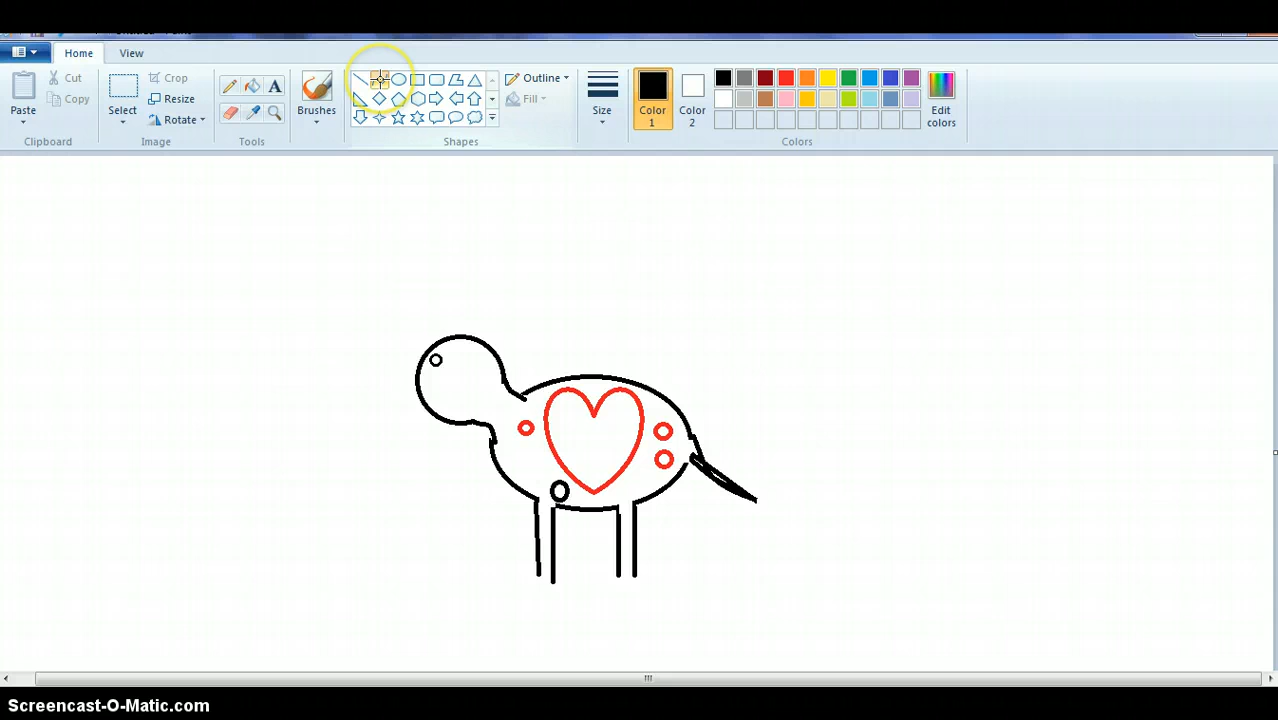 Home View
Paste
Cut
Copy
Clipboard
Select
Crop
Resize
Rotate
Image
A
Tools
Brushes
Shapes
Outline
Fill
Size
Color
1
Color
2
Edit
colors
Colors
Screencast-O-Matic.com